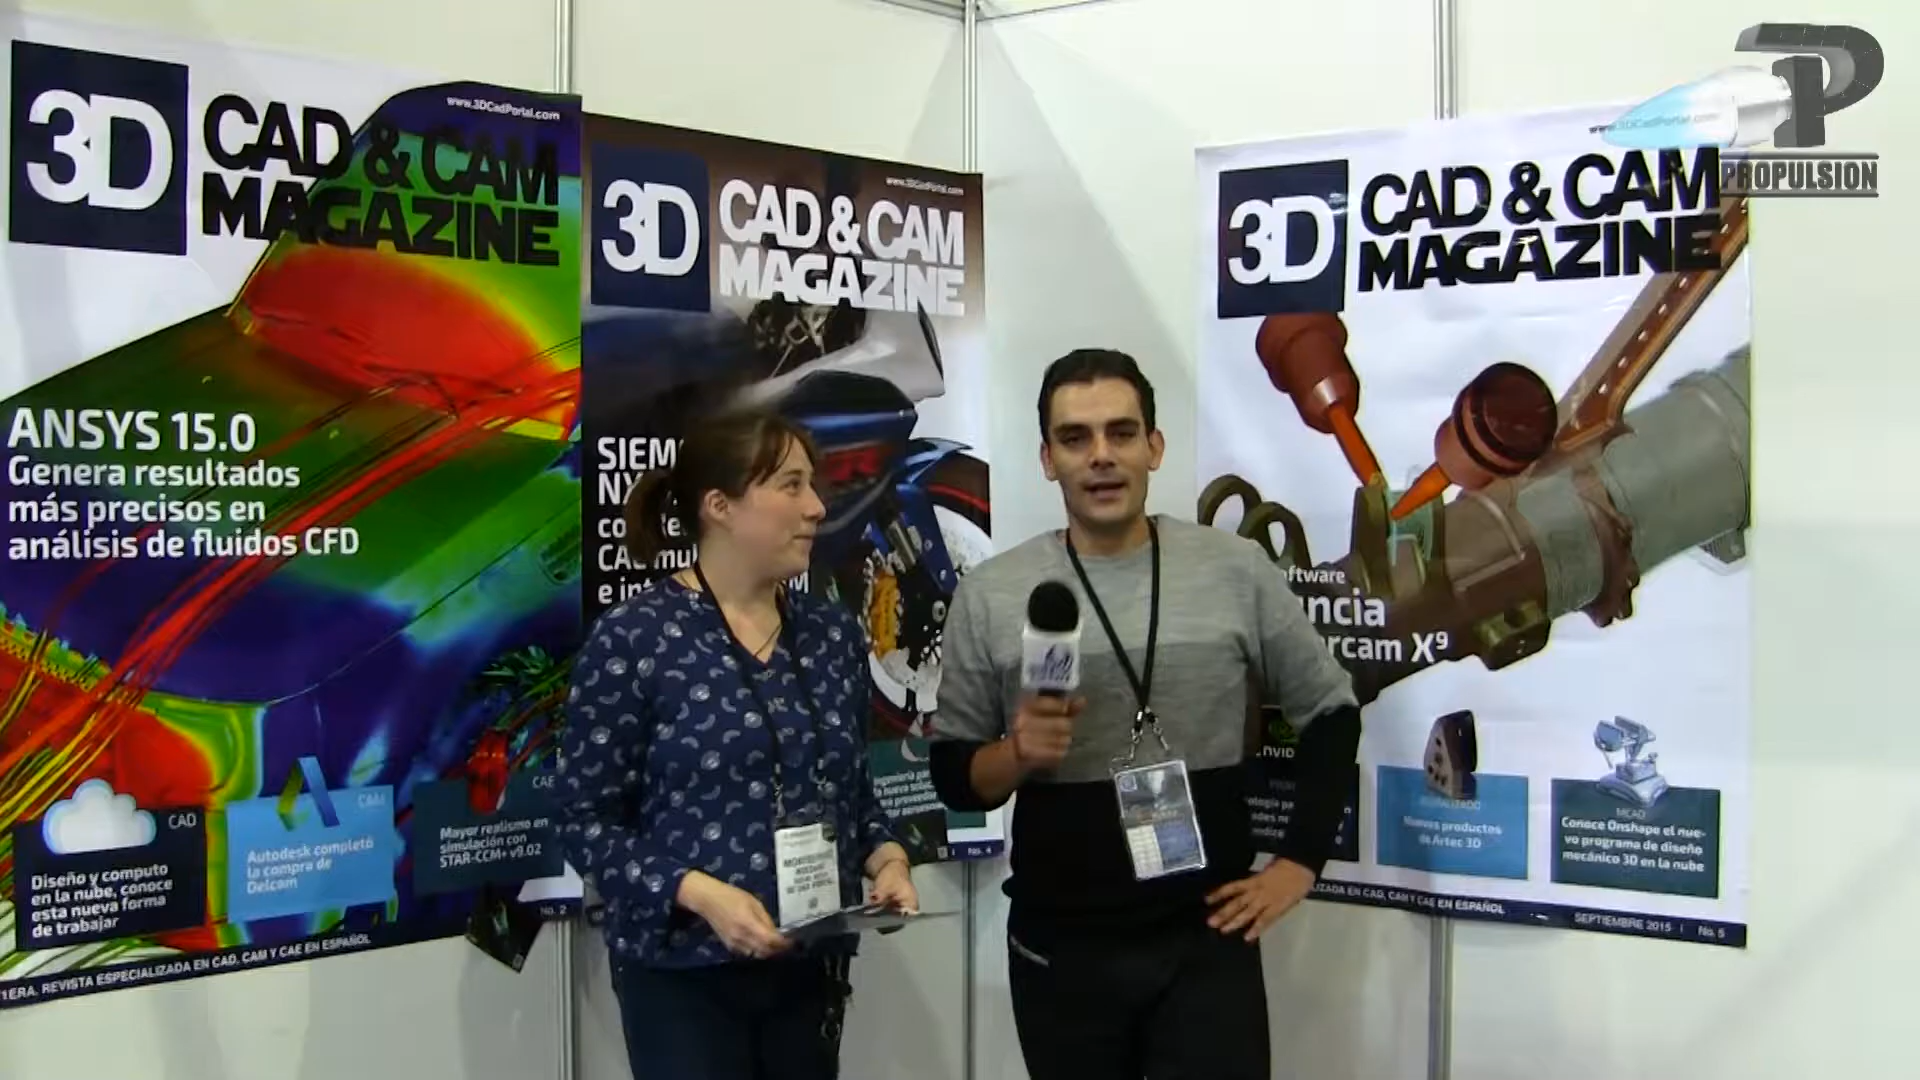 www.3DCadPortal.com
3D
CAD & CAM
MAGAZINE
ANSYS 15.0
Genera resultados
más precisos en
análisis de fluidos CFD
CAD
Diseño y computo
en la nube, conoce
esta nueva forma
de trabajar
CAM
Autodesk completó
la compra de
Delcam
CAE
Mayor realismo en
simulación con
STAR-CCM+ v9.02
No. 2
1ERA. REVISTA ESPECIALIZADA EN CAD, CAM Y CAE EN ESPAÑOL
www.3DCadPortal.com
3D
CAD & CAM
MAGAZINE
No. 4
www.3DCadPortal.com
3D
CAD & CAM
MAGAZINE
X9
Nuevos productos
de Artec 3D
MCAD
Conoce Onshape el nue-
vo programa de diseño
mecánico 3D en la nube
EN CAD, CAM Y CAE EN ESPAÑOL
SEPTIEMBRE 2015 | No. 5
P
PROPULSION